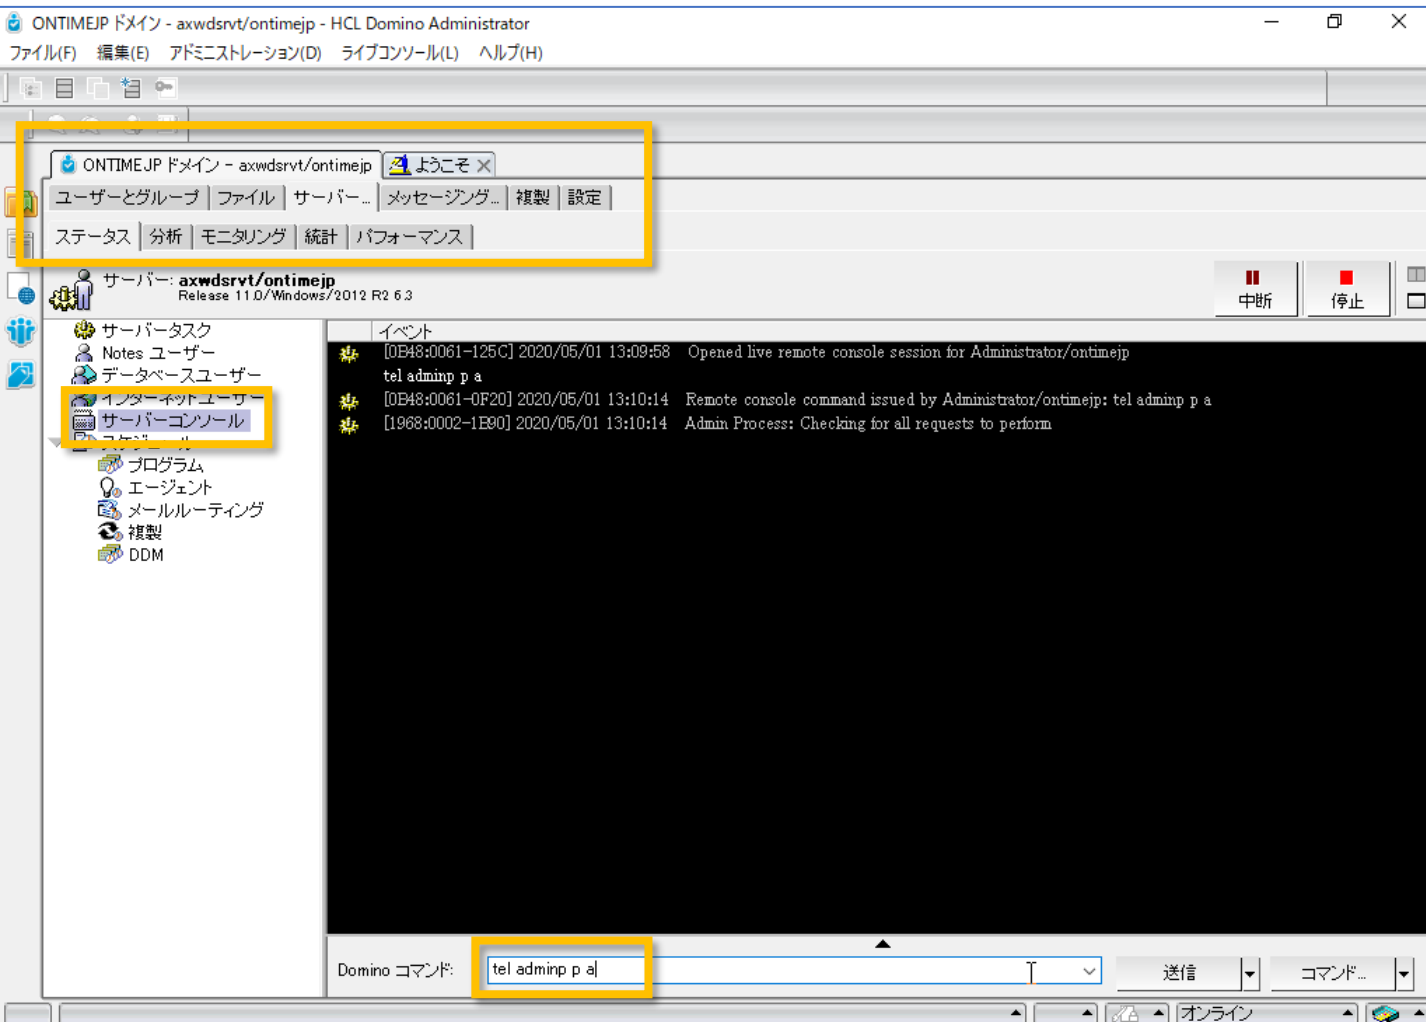 ONTIMEJP ドメイン - axwdsrvt/ontimejp - HCL Domino Administrator
ファイル(F) 編集(E) アドミニストレーション(D) ライブコンソール(L) ヘルプ(H)
ONTIMEJP ドメイン - axwdsrvt/ontimejp ようこそ
ユーザーとグループ ファイル サーバー... メッセージング... 複製 設定
ステータス 分析 モニタリング 統計 パフォーマンス
サーバー: axwdsrvt/ontimejp
Release 11.0/Windows/2012 R2 6.3
中断 停止
サーバータスク
Notes ユーザー
データベースユーザー
インターネットユーザー
サーバーコンソール
スケジュール
プログラム
エージェント
メールルーティング
複製
DDM
イベント
[0B48:0061-125C] 2020/05/01 13:09:58 Opened live remote console session for Administrator/ontimejp
tel adminp p a
[0B48:0061-0F20] 2020/05/01 13:10:14 Remote console command issued by Administrator/ontimejp: tel adminp p a
[1968:0002-1B90] 2020/05/01 13:10:14 Admin Process: Checking for all requests to perform
Domino コマンド: tel adminp p a 送信 コマンド...
オンライン